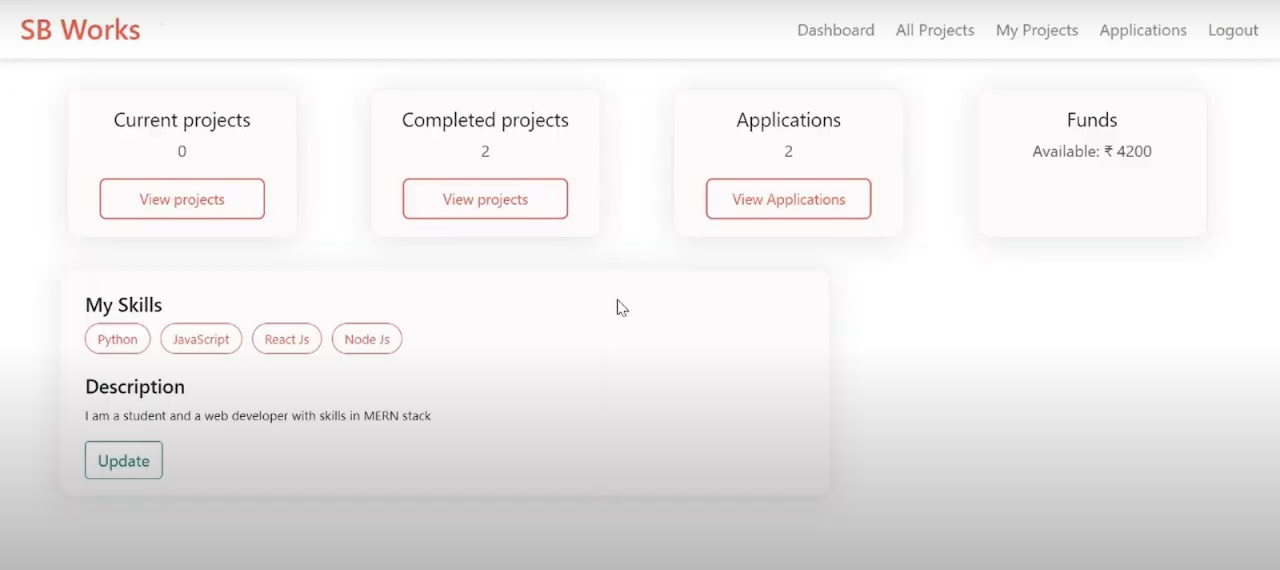 SB Works
Dashboard All Projects My Projects Applications Logout
Current projects
0
View projects
Completed projects
2
View projects
Applications
2
View Applications
Funds
Available: ₹ 4200
My Skills
Python JavaScript React Js Node Js
Description
I am a student and a web developer with skills in MERN stack
Update